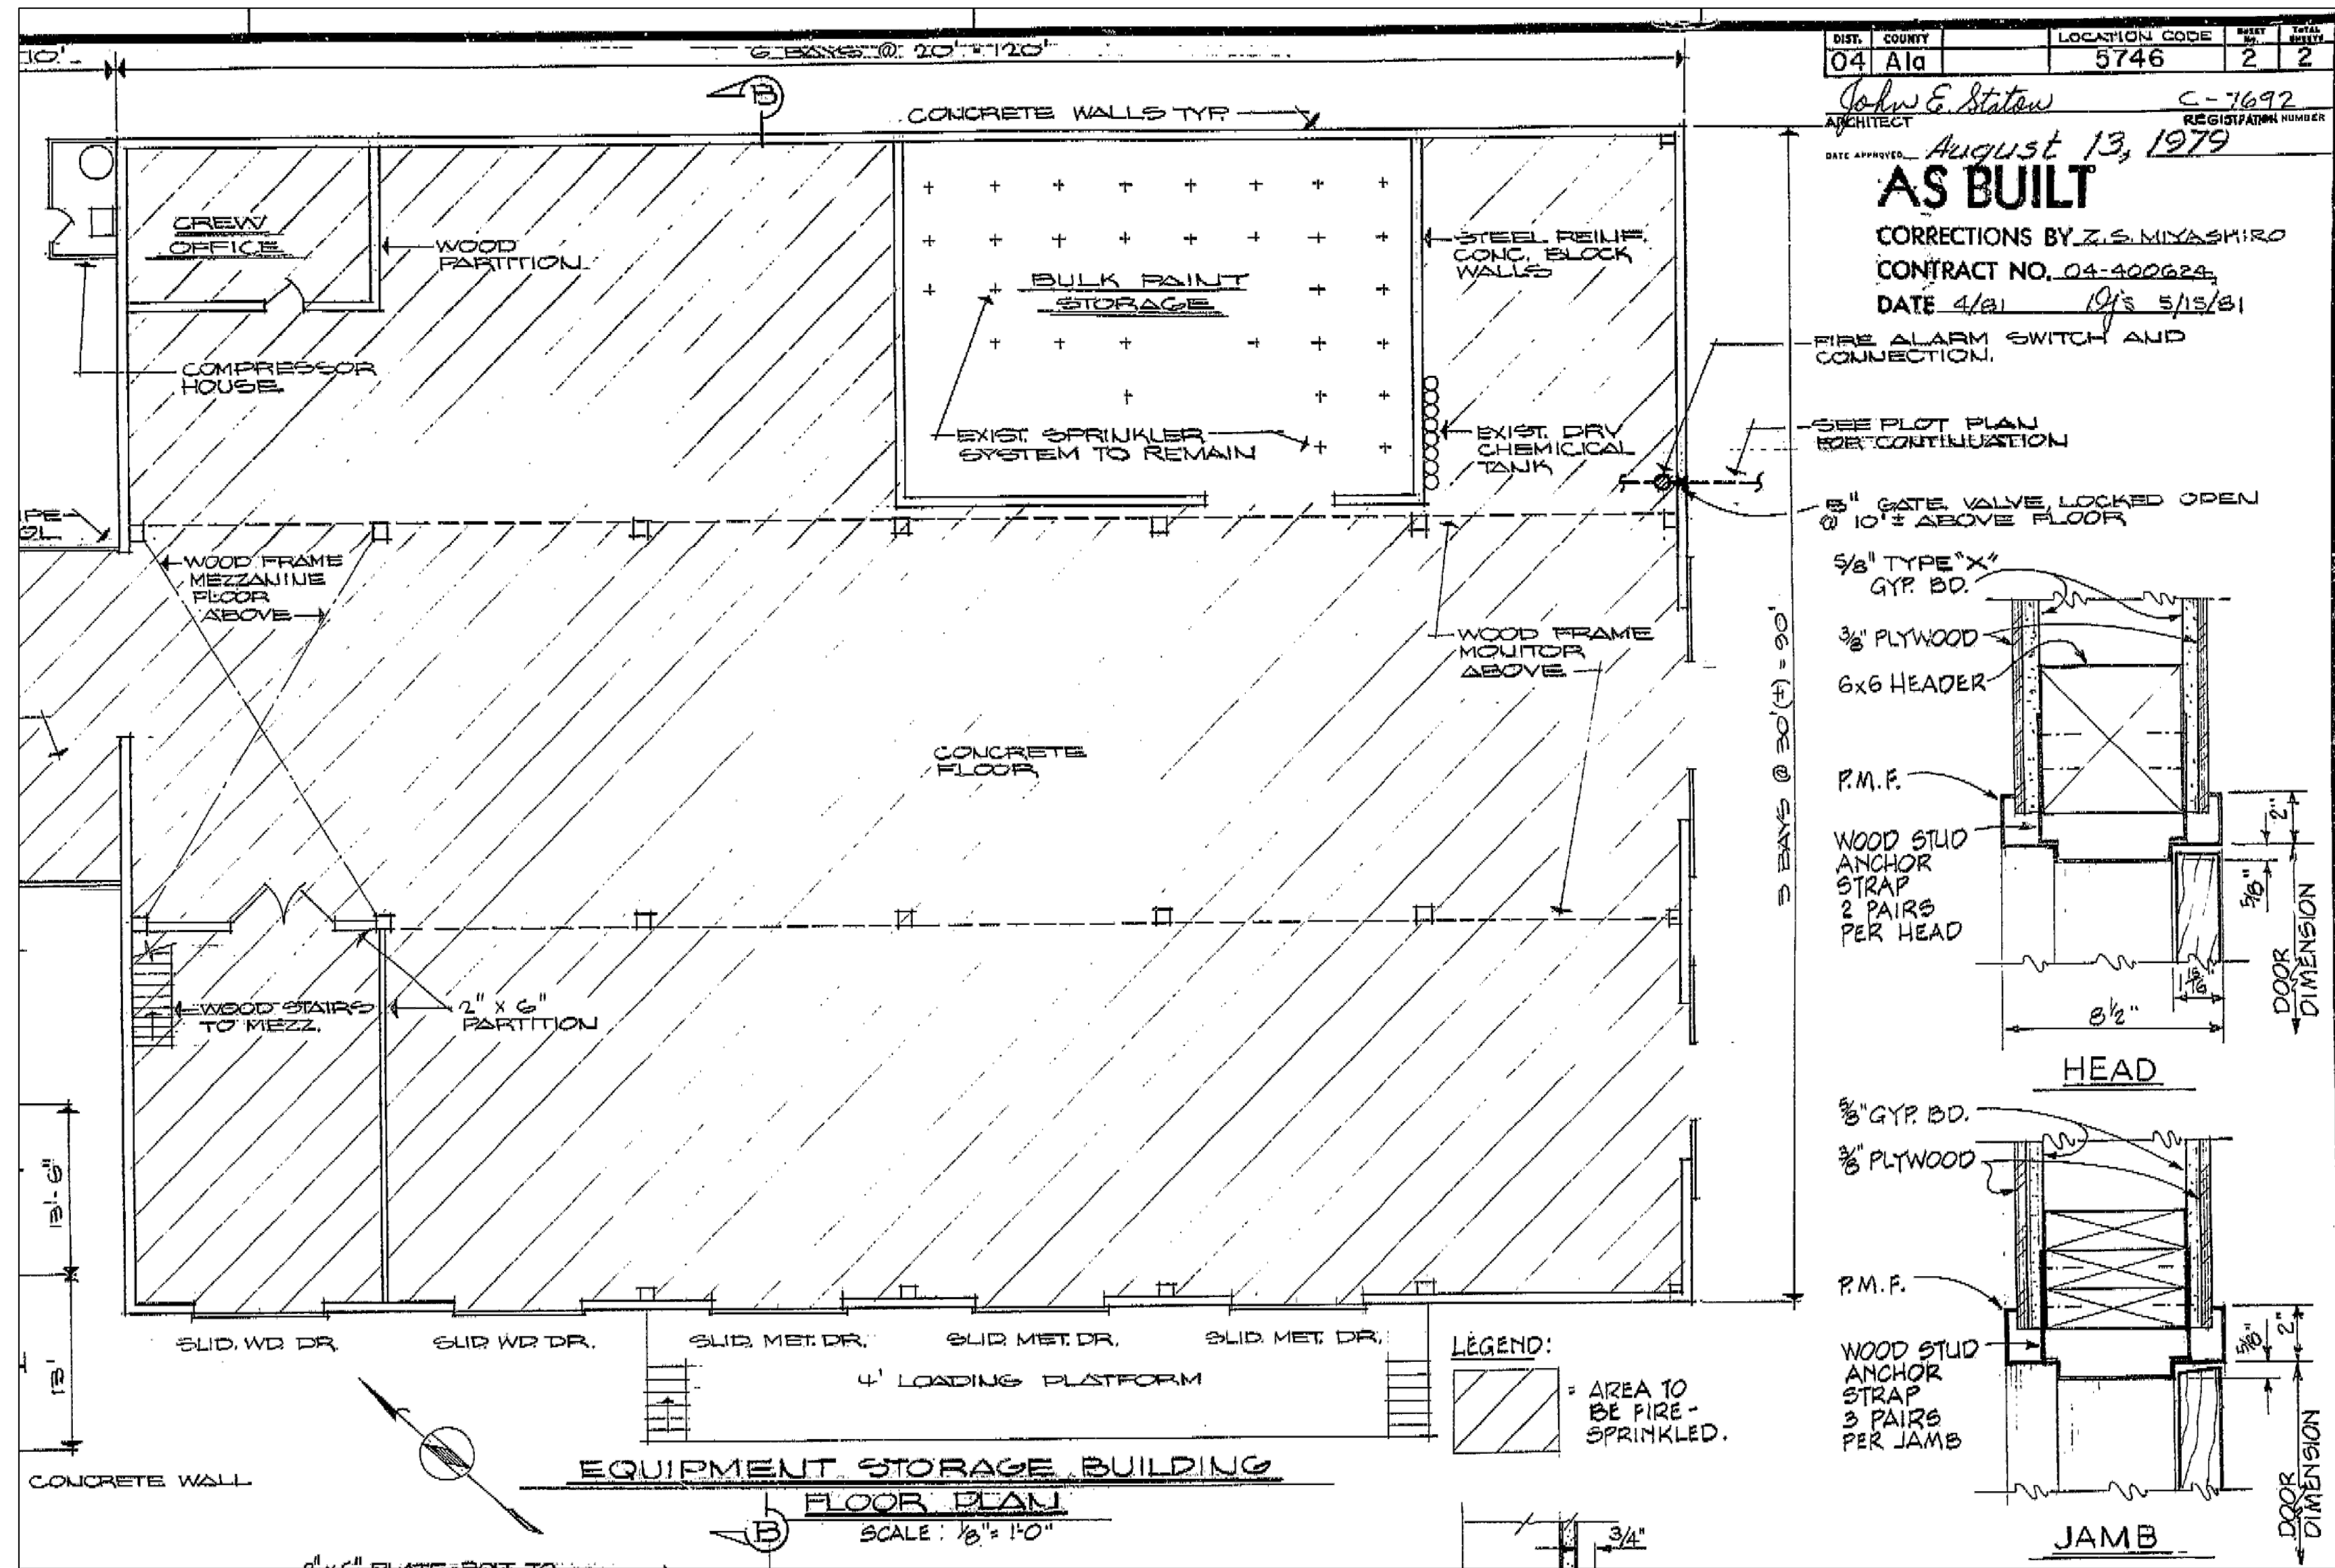 10'
6 BAYS @ 20' = 120'
DIST.
COUNTY
LOCATION CODE
SHEET No.
TOTAL SHEETS
04
Ala
5746
2
2
John E. Staton
C-7692
ARCHITECT
REGISTRATION NUMBER
DATE APPROVED August 13, 1979
AS BUILT
CORRECTIONS BY Z.S. MIYASHIRO
CONTRACT NO. 04-400624
DATE 4/81
5/15/81
B
CONCRETE WALLS TYP.
CREW
OFFICE
WOOD
PARTITION
BULK PAINT
STORAGE
STEEL REINF.
CONC. BLOCK
WALLS
COMPRESSOR
HOUSE
FIRE ALARM SWITCH AND
CONNECTION.
EXIST. SPRINKLER
SYSTEM TO REMAIN
EXIST. DRY
CHEMICICAL
TANK
SEE PLOT PLAN
FOR CONTINUATION
8" GATE VALVE, LOCKED OPEN
@ 10'± ABOVE FLOOR
WOOD FRAME
MEZZANINE
FLOOR
ABOVE
WOOD FRAME
MONITOR
ABOVE
CONCRETE
FLOOR
3 BAYS @ 30'(±) = 90'
WOOD STAIRS
TO MEZZ.
2" X 6"
PARTITION
5/8" TYPE "X"
GYP. BD.
3/8" PLYWOOD
6x6 HEADER
P.M.F.
WOOD STUD
ANCHOR
STRAP
2 PAIRS
PER HEAD
2"
5/8"
1 15/16"
8 1/2"
DOOR
DIMENSION
HEAD
5/8" GYP. BD.
3/8" PLYWOOD
P.M.F.
WOOD STUD
ANCHOR
STRAP
3 PAIRS
PER JAMB
5/8"
2"
DOOR
DIMENSION
JAMB
13'-6"
13'
SLID. WD. DR.
SLID. WD. DR.
SLID. MET. DR.
SLID. MET. DR.
SLID. MET. DR.
4' LOADING PLATFORM
LEGEND:
= AREA TO
BE FIRE-
SPRINKLED.
CONCRETE WALL
EQUIPMENT STORAGE BUILDING
FLOOR PLAN
SCALE: 1/8" = 1'-0"
B
3/4"